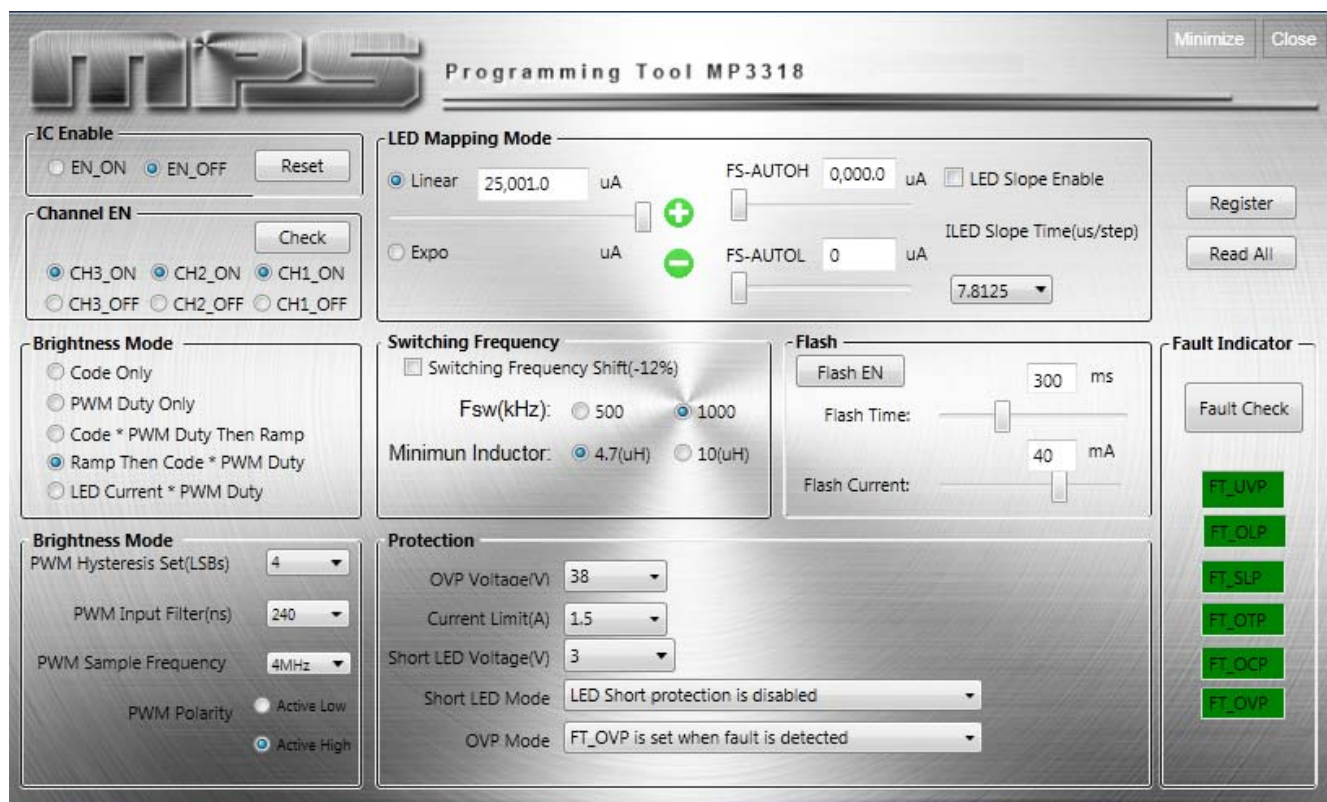 MPS
Programming Tool MP3318
Minimize Close
IC Enable
EN_ON EN_OFF Reset
Channel EN
Check
CH3_ON CH2_ON CH1_ON
CH3_OFF CH2_OFF CH1_OFF
LED Mapping Mode
Linear 25,001.0 uA
Expo uA
FS-AUTOH 0,000.0 uA
FS-AUTOL 0 uA
LED Slope Enable
ILED Slope Time(us/step)
7.8125
Register
Read All
Brightness Mode
Code Only
PWM Duty Only
Code * PWM Duty Then Ramp
Ramp Then Code * PWM Duty
LED Current * PWM Duty
Switching Frequency
Switching Frequency Shift(-12%)
Fsw(kHz): 500 1000
Minimun Inductor: 4.7(uH) 10(uH)
Flash
Flash EN 300 ms
Flash Time:
40 mA
Flash Current:
Fault Indicator
Fault Check
FT_UVP
FT_OLP
FT_SLP
FT_OTP
FT_OCP
FT_OVP
Brightness Mode
PWM Hysteresis Set(LSBs) 4
PWM Input Filter(ns) 240
PWM Sample Frequency 4MHz
PWM Polarity Active Low
Active High
Protection
OVP Voltage(V) 38
Current Limit(A) 1.5
Short LED Voltage(V) 3
Short LED Mode LED Short protection is disabled
OVP Mode FT_OVP is set when fault is detected